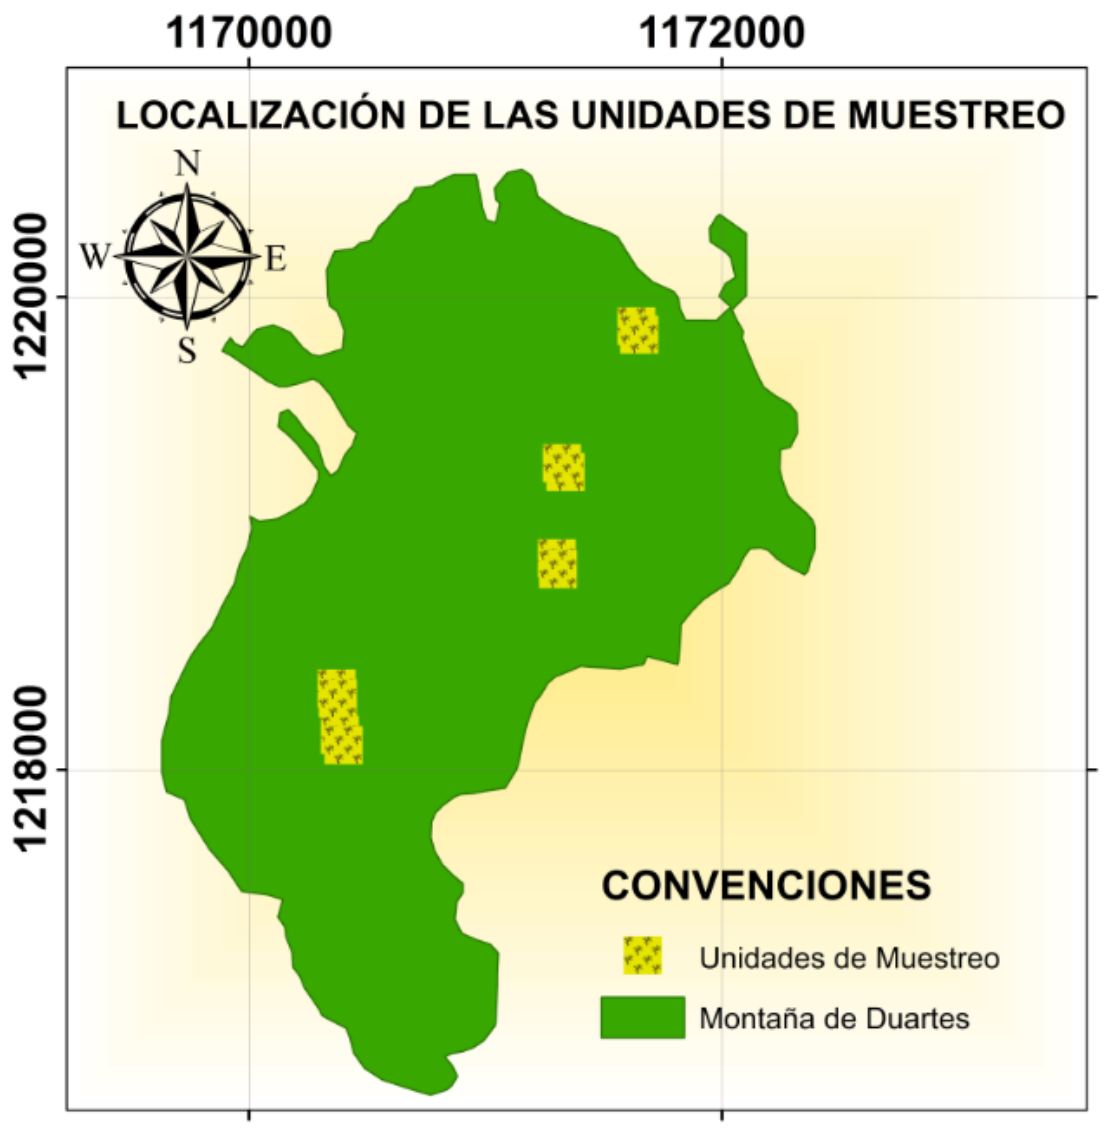 1170000 1172000
LOCALIZACIÓN DE LAS UNIDADES DE MUESTREO
N
W E
S
1220000
1218000
CONVENCIONES
Unidades de Muestreo
Montaña de Duartes